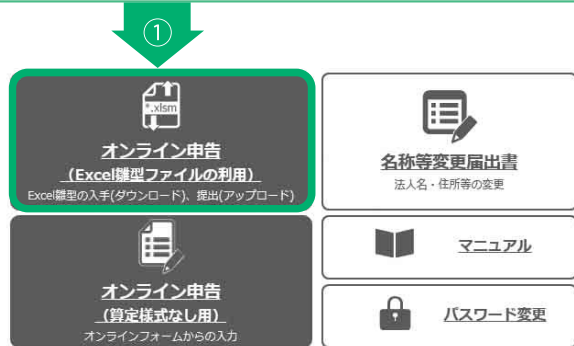 ①
*.xlsm
オンライン申告
(Excel雛型ファイルの利用)
Excel雛型の入手(ダウンロード)、提出(アップロード)
名称等変更届出書
法人名・住所等の変更
オンライン申告
(算定様式なし用)
オンラインフォームからの入力
マニュアル
パスワード変更